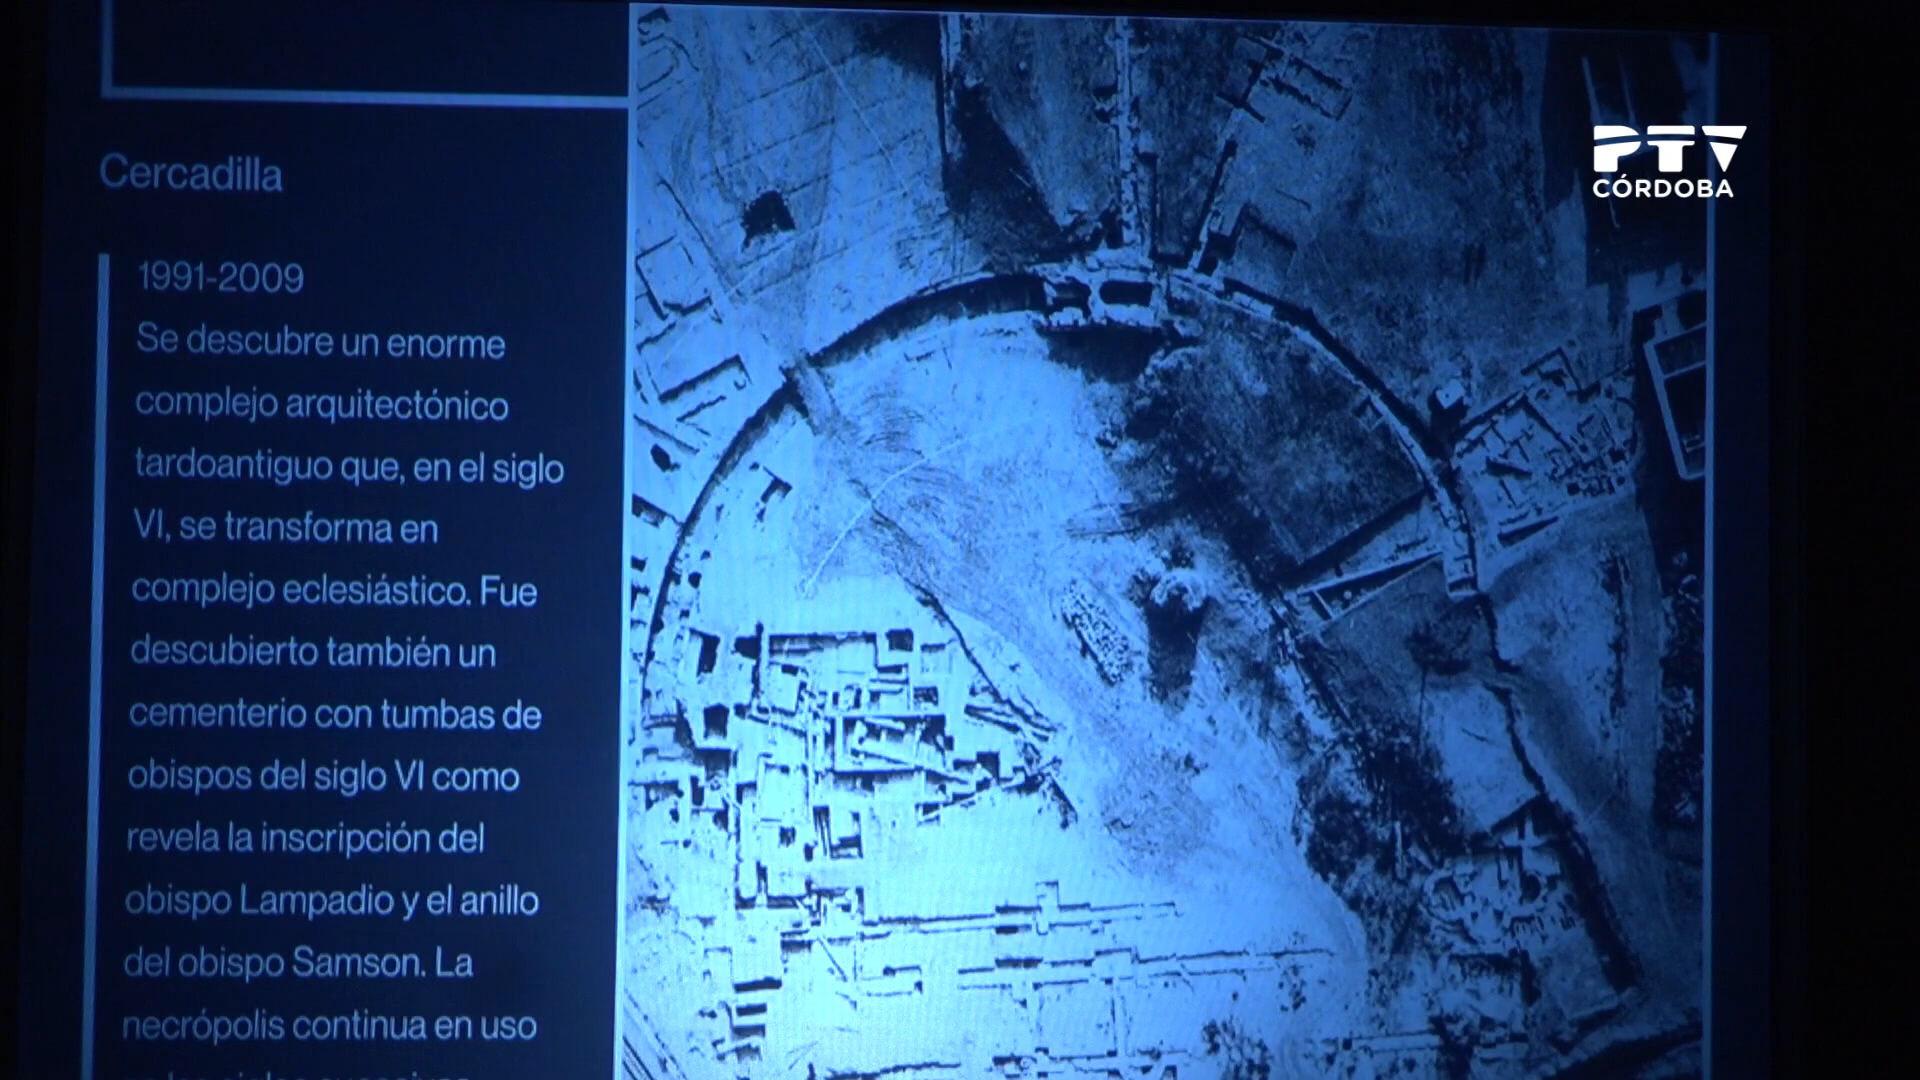 Cercadilla
1991-2009
Se descubre un enorme
complejo arquitectónico
tardoantiguo que, en el siglo
VI, se transforma en
complejo eclesiástico. Fue
descubierto también un
cementerio con tumbas de
obispos del siglo VI como
revela la inscripción del
obispo Lampadio y el anillo
del obispo Samson. La
necrópolis continua en uso
PTV
CÓRDOBA